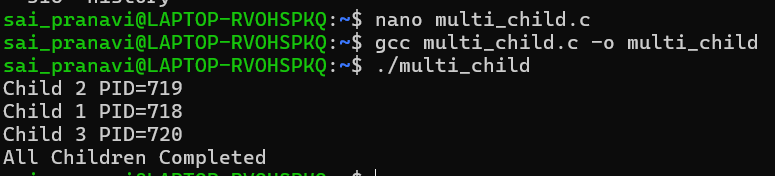 sai_pranavi@LAPTOP-RVOHSPKQ:~$ nano multi_child.c
sai_pranavi@LAPTOP-RVOHSPKQ:~$ gcc multi_child.c -o multi_child
sai_pranavi@LAPTOP-RVOHSPKQ:~$ ./multi_child
Child 2 PID=719
Child 1 PID=718
Child 3 PID=720
All Children Completed